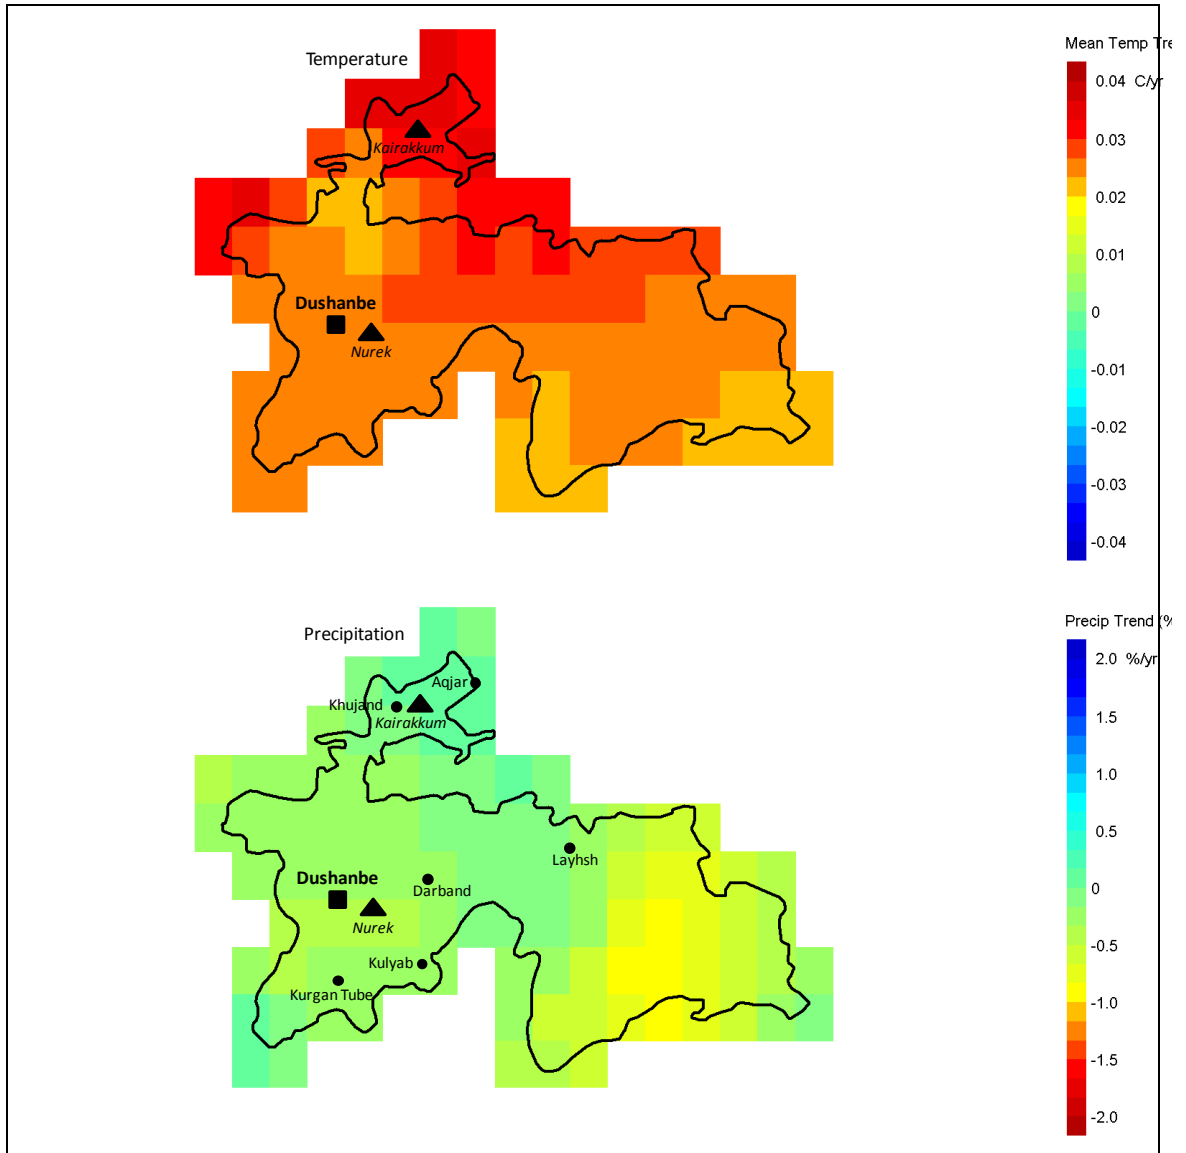 Temperature
Kairakkum
Dushanbe
Nurek
Mean Temp Tre
0.04 C/yr
0.03
0.02
0.01
0
-0.01
-0.02
-0.03
-0.04
Precipitation
Aqjar
Khujand
Kairakkum
Layhsh
Dushanbe
Darband
Nurek
Kulyab
Kurgan Tube
Precip Trend (%
2.0 %/yr
1.5
1.0
0.5
0
-0.5
-1.0
-1.5
-2.0